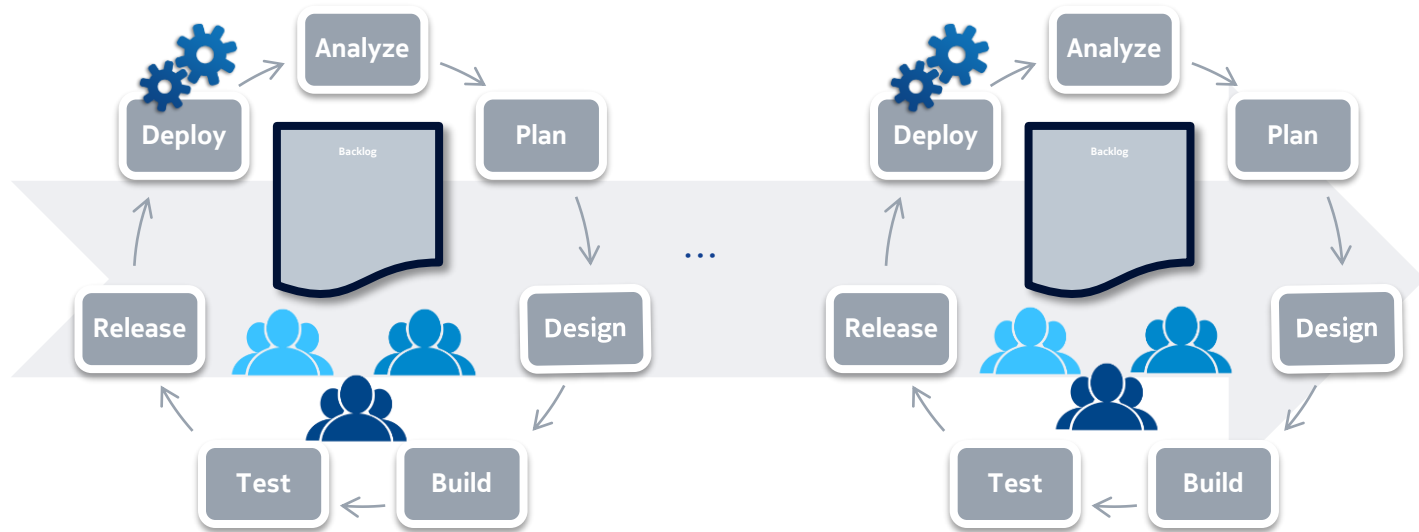 Analyze
Deploy
Plan
Backlog
Release
Design
Test
Build
...
Analyze
Deploy
Plan
Backlog
Release
Design
Test
Build